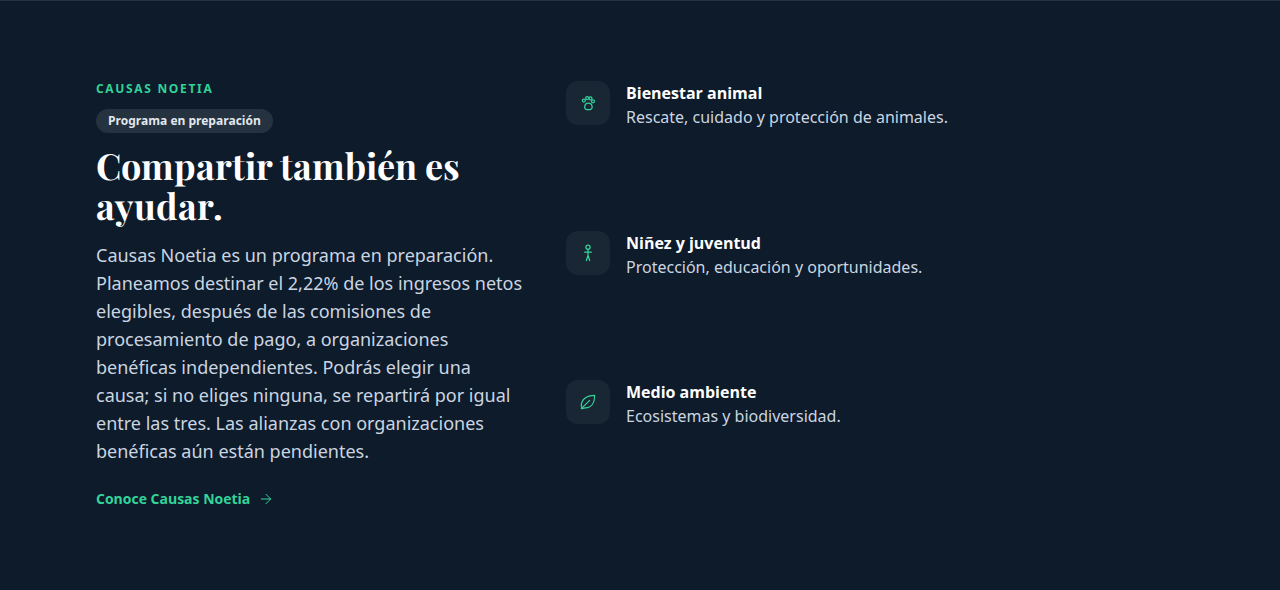 CAUSAS NOETIA
Programa en preparación
Compartir también es
ayudar.
Causas Noetia es un programa en preparación.
Planeamos destinar el 2,22% de los ingresos netos
elegibles, después de las comisiones de
procesamiento de pago, a organizaciones
benéficas independientes. Podrás elegir una
causa; si no eliges ninguna, se repartirá por igual
entre las tres. Las alianzas con organizaciones
benéficas aún están pendientes.
Conoce Causas Noetia →
Bienestar animal
Rescate, cuidado y protección de animales.
Niñez y juventud
Protección, educación y oportunidades.
Medio ambiente
Ecosistemas y biodiversidad.